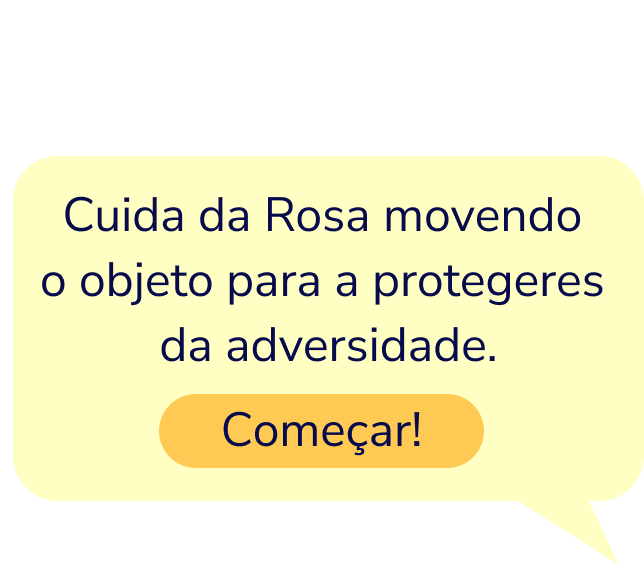 Cuida da Rosa movendo
o objeto para a protegeres
da adversidade.
Começar!